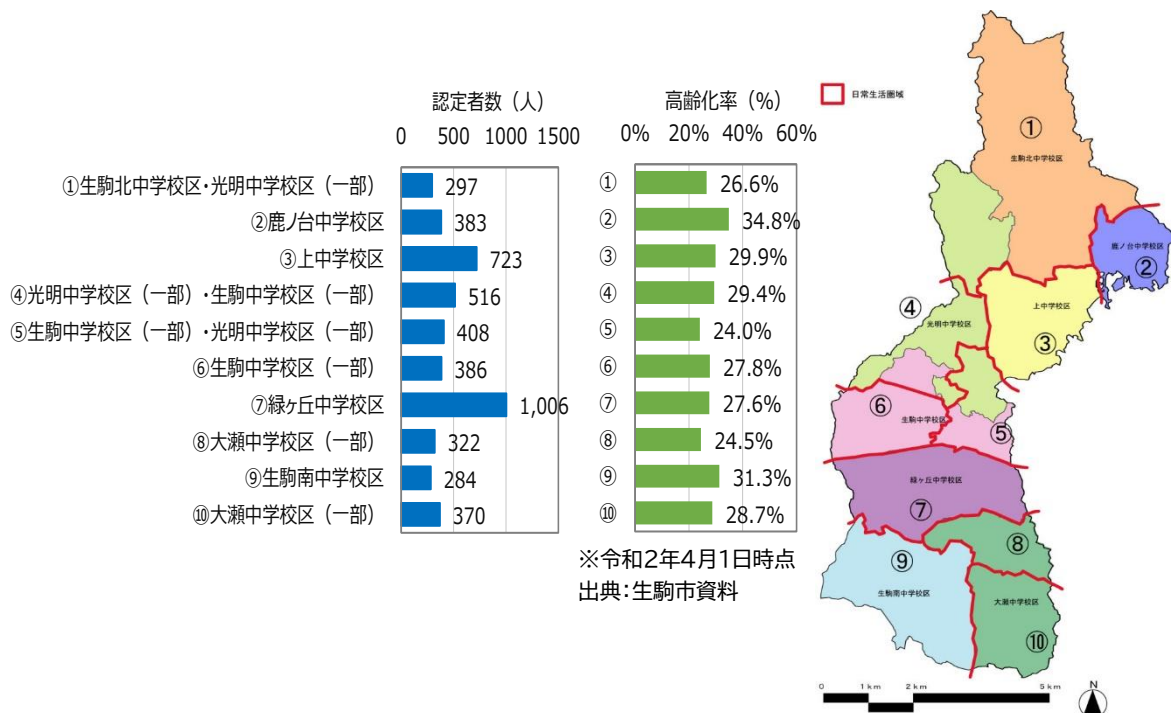 認定者数（人）
0 500 1000 1500
①生駒北中学校区・光明中学校区（一部） 297
②鹿ノ台中学校区 383
③上中学校区 723
④光明中学校区（一部）・生駒中学校区（一部） 516
⑤生駒中学校区（一部）・光明中学校区（一部） 408
⑥生駒中学校区（一部） 386
⑦緑ヶ丘中学校区 1,006
⑧大瀬中学校区（一部） 322
⑨生駒南中学校区 284
⑩大瀬中学校区（一部） 370
高齢化率（%）
0% 20% 40% 60%
① 26.6%
② 34.8%
③ 29.9%
④ 29.4%
⑤ 24.0%
⑥ 27.8%
⑦ 27.6%
⑧ 24.5%
⑨ 31.3%
⑩ 28.7%
※令和2年4月1日時点
出典：生駒市資料
日常生活圏域
①
生駒北中学校区
鹿ノ台中学校区
②
上中学校区
③
④
光明中学校区
⑥
生駒中学校区
⑤
緑ヶ丘中学校区
⑦
⑧
⑨
生駒南中学校区
大瀬中学校区
⑩
0 1km 2km 5km
N